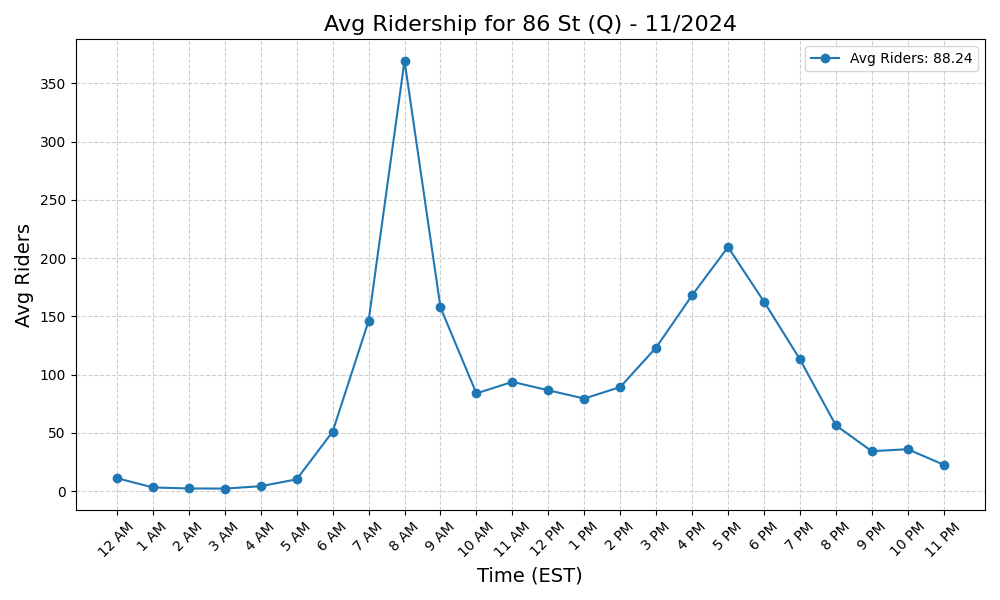 Avg Ridership for 86 St (Q) - 11/2024
Avg Riders: 88.24
Avg Riders
350
300
250
200
150
100
50
0
12 AM
1 AM
2 AM
3 AM
4 AM
5 AM
6 AM
7 AM
8 AM
9 AM
10 AM
11 AM
12 PM
1 PM
2 PM
3 PM
4 PM
5 PM
6 PM
7 PM
8 PM
9 PM
10 PM
11 PM
Time (EST)